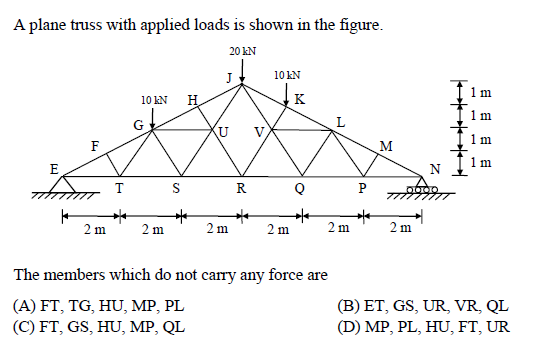 A plane truss with applied loads is shown in the figure.
20 kN
J
10 kN
K
10 kN
H
G
U
V
L
F
M
E
N
T
S
R
Q
P
1 m
1 m
1 m
1 m
2 m
2 m
2 m
2 m
2 m
2 m
The members which do not carry any force are
(A) FT, TG, HU, MP, PL
(B) ET, GS, UR, VR, QL
(C) FT, GS, HU, MP, QL
(D) MP, PL, HU, FT, UR